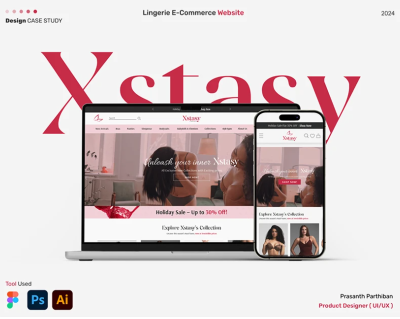 Design CASE STUDY
Lingerie E-Commerce Website
2024
Xstasy
Xstasy
Unleash your inner Xstasy
Holiday Sale – Up to 50% Off!
Explore Xstasy's Collection
Xstasy
Explore Xstasy's Collection
Tool Used
Ps
Ai
Prasanth Parthiban
Product Designer ( UI/UX )